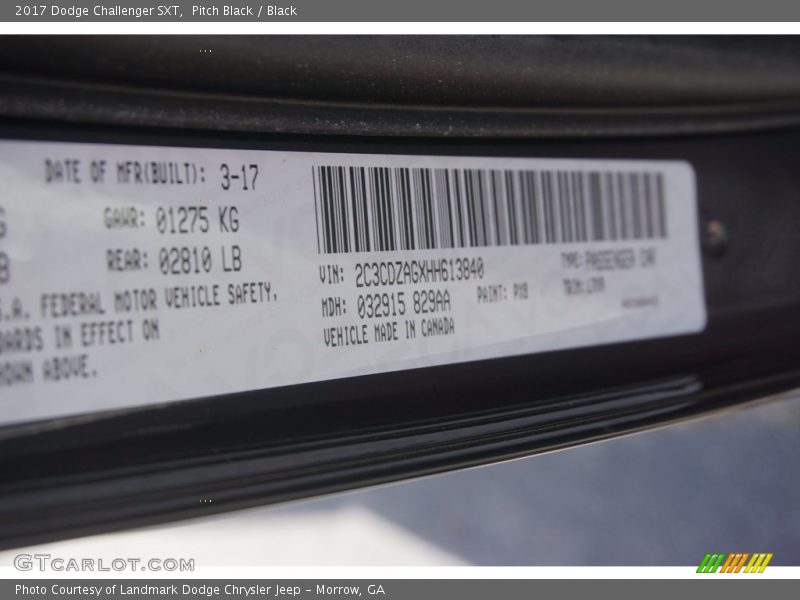 2017 Dodge Challenger SXT, Pitch Black / Black
DATE OF MFR(BUILT): 3-17
GAWR: 01275 KG
REAR: 02810 LB
FEDERAL MOTOR VEHICLE SAFETY,
IN EFFECT ON
ABOVE.
VIN: 2C3CDZAGXHH613840
TYPE: PASSENGER CAR
MDH: 032915 829AA
PAINT: PX8
VEHICLE MADE IN CANADA
GTCARLOT.COM
Photo Courtesy of Landmark Dodge Chrysler Jeep – Morrow, GA